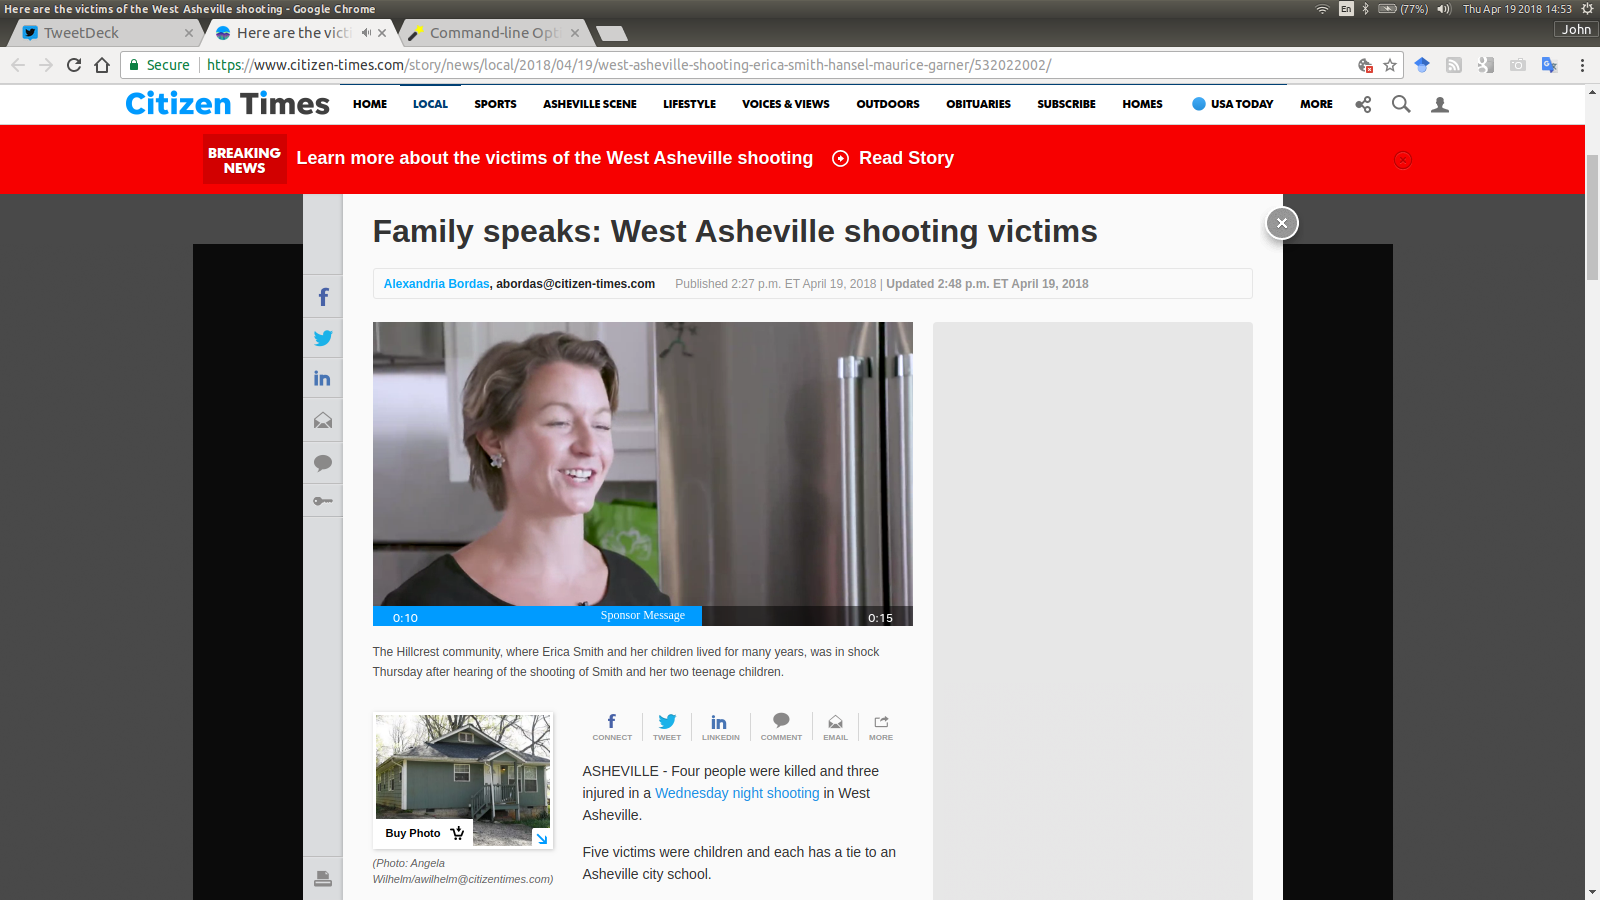 Here are the victims of the West Asheville shooting - Google Chrome
En
(77%)
Thu Apr 19 2018 14:53
TweetDeck
Here are the victi
Command-line Opt
John
Secure
https://www.citizen-times.com/story/news/local/2018/04/19/west-asheville-shooting-erica-smith-hansel-maurice-garner/532022002/
Citizen Times
HOME
LOCAL
SPORTS
ASHEVILLE SCENE
LIFESTYLE
VOICES & VIEWS
OUTDOORS
OBITUARIES
SUBSCRIBE
HOMES
USA TODAY
MORE
BREAKING
NEWS
Learn more about the victims of the West Asheville shooting
Read Story
Family speaks: West Asheville shooting victims
Alexandria Bordas, abordas@citizen-times.com
Published 2:27 p.m. ET April 19, 2018 | Updated 2:48 p.m. ET April 19, 2018
0:10
Sponsor Message
0:15
The Hillcrest community, where Erica Smith and her children lived for many years, was in shock
Thursday after hearing of the shooting of Smith and her two teenage children.
CONNECT
TWEET
LINKEDIN
COMMENT
EMAIL
MORE
Buy Photo
(Photo: Angela
Wilhelm/awilhelm@citizentimes.com)
ASHEVILLE - Four people were killed and three
injured in a Wednesday night shooting in West
Asheville.
Five victims were children and each has a tie to an
Asheville city school.